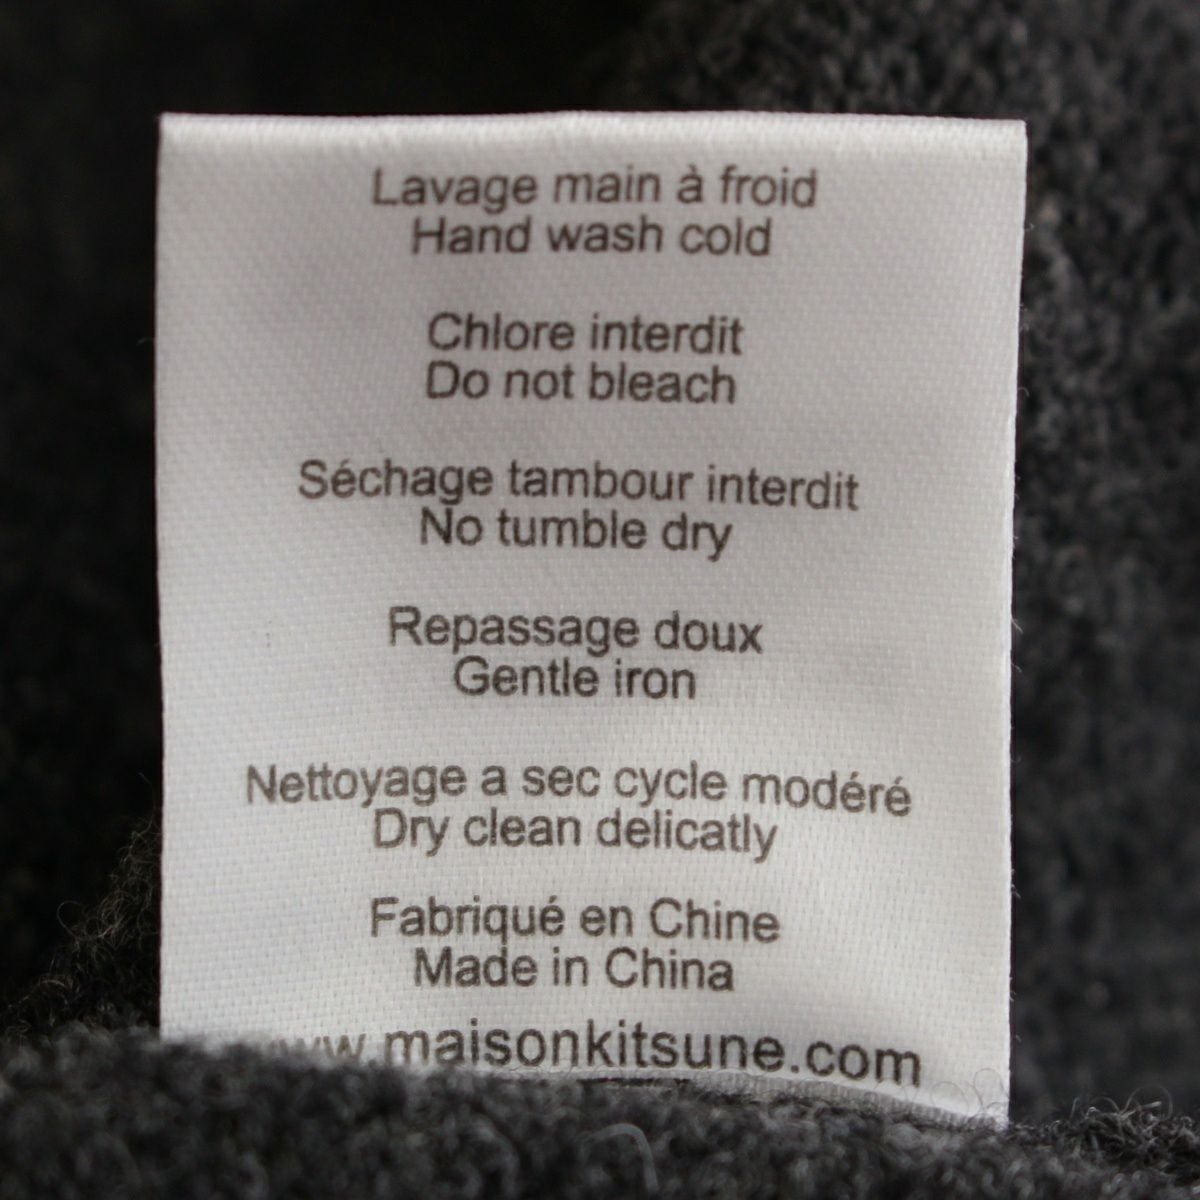 Lavage main à froid
Hand wash cold
Chlore interdit
Do not bleach
Séchage tambour interdit
No tumble dry
Repassage doux
Gentle iron
Nettoyage a sec cycle modéré
Dry clean delicatly
Fabriqué en Chine
Made in China
www.maisonkitsune.com